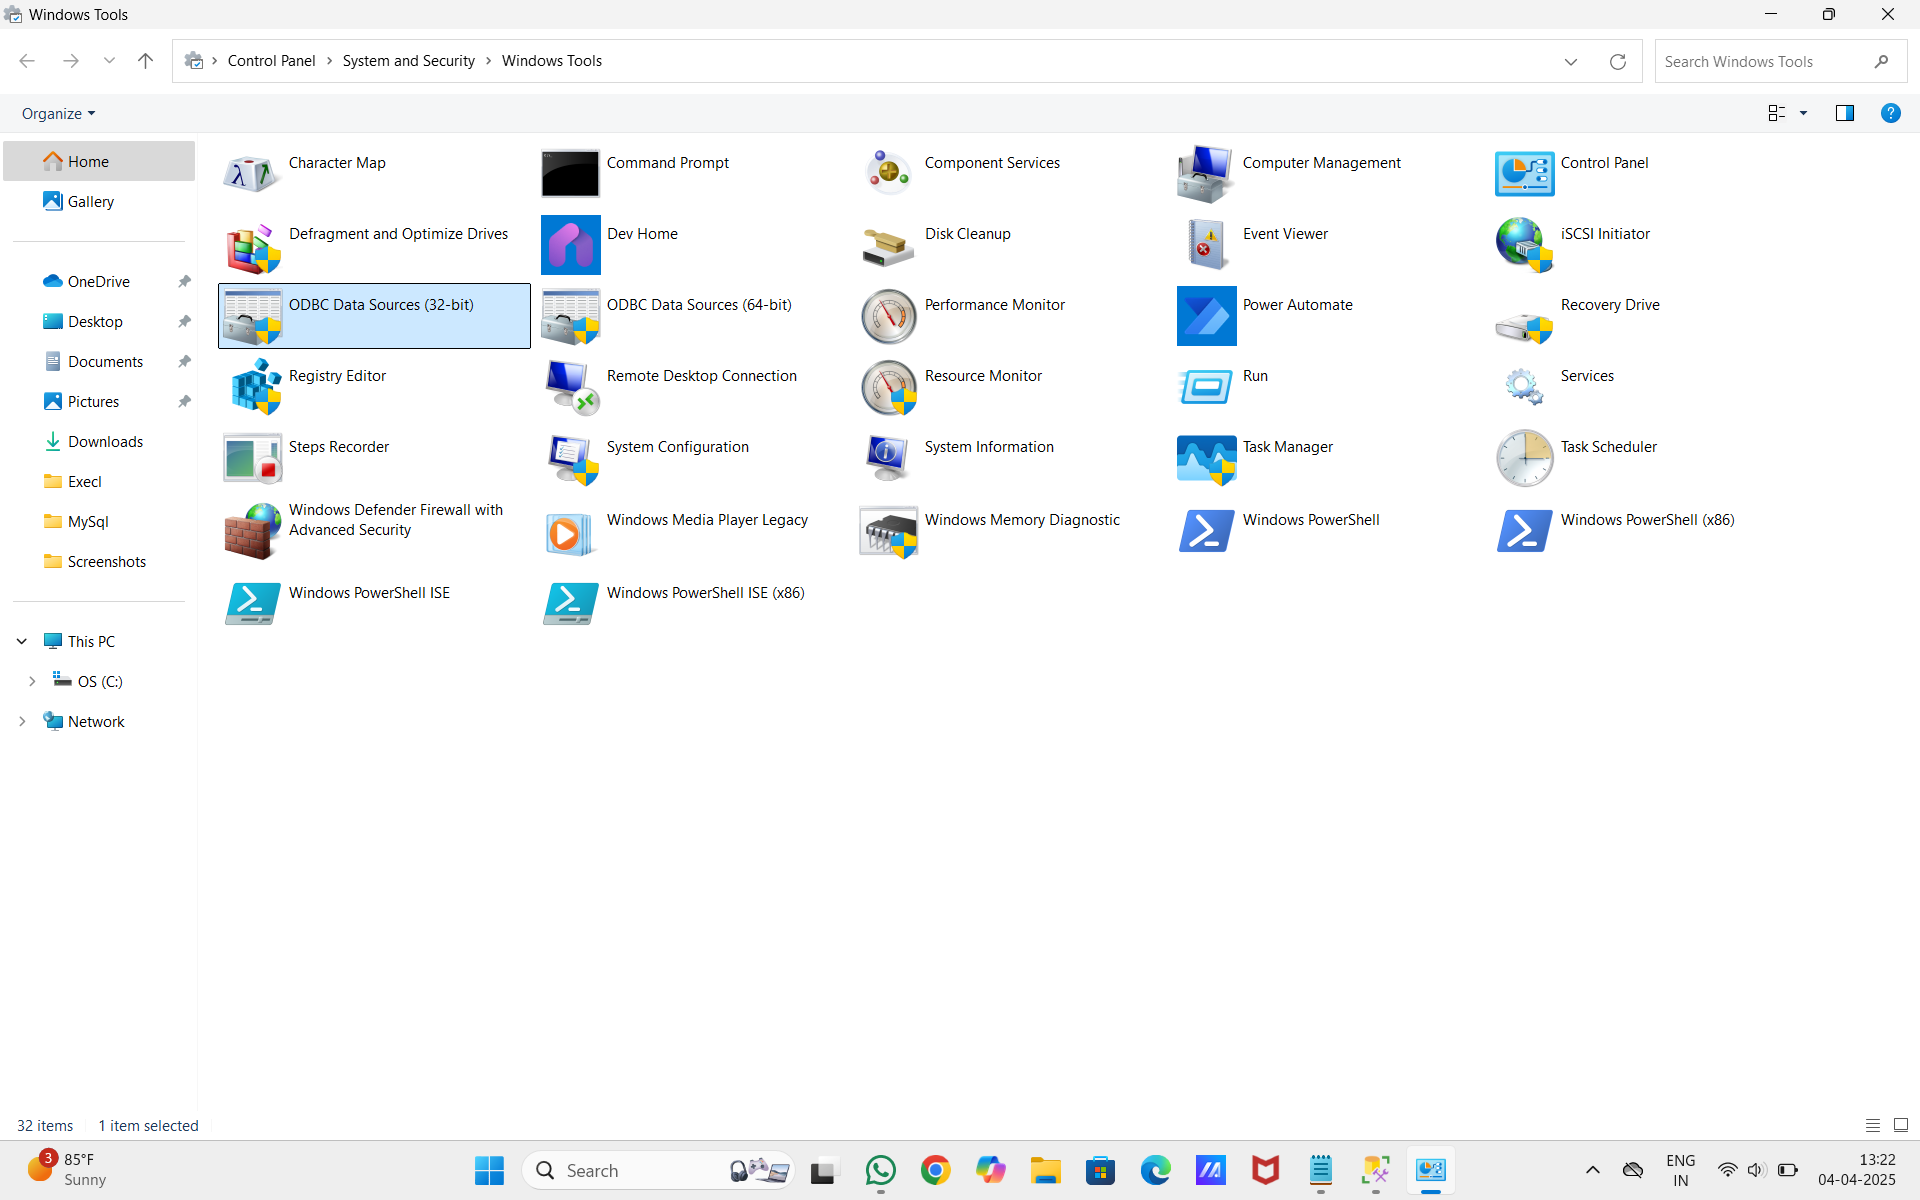 Windows Tools
Control Panel > System and Security > Windows Tools
Search Windows Tools
Organize
Home
Gallery
OneDrive
Desktop
Documents
Pictures
Downloads
Execl
MySql
Screenshots
This PC
OS (C:)
Network
Character Map
Command Prompt
Component Services
Computer Management
Control Panel
Defragment and Optimize Drives
Dev Home
Disk Cleanup
Event Viewer
iSCSI Initiator
ODBC Data Sources (32-bit)
ODBC Data Sources (64-bit)
Performance Monitor
Power Automate
Recovery Drive
Registry Editor
Remote Desktop Connection
Resource Monitor
Run
Services
Steps Recorder
System Configuration
System Information
Task Manager
Task Scheduler
Windows Defender Firewall with
Advanced Security
Windows Media Player Legacy
Windows Memory Diagnostic
Windows PowerShell
Windows PowerShell (x86)
Windows PowerShell ISE
Windows PowerShell ISE (x86)
32 items
1 item selected
3
85°F
Sunny
Search
ENG
IN
13:22
04-04-2025